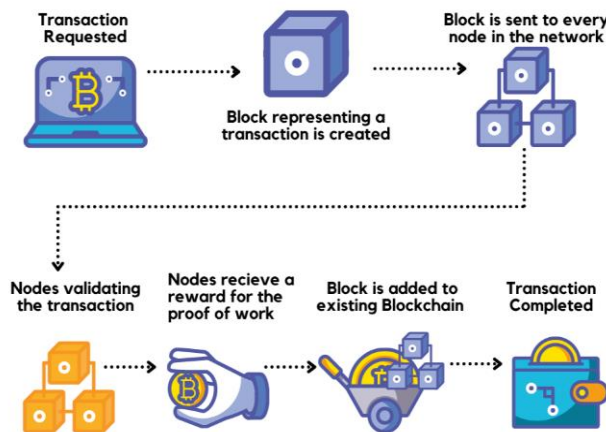 Transaction
Requested
Block representing a
transaction is created
Block is sent to every
node in the network
Nodes validating
the transaction
Nodes recieve a
reward for the
proof of work
Block is added to
existing Blockchain
Transaction
Completed